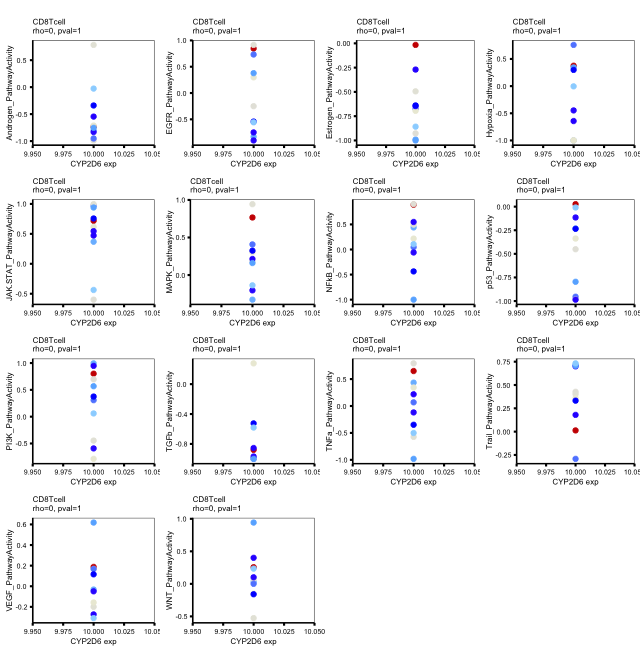 CD8Tcell
rho=0, pval=1
Androgen_PathwayActivity
0.5
0.0
-0.5
-1.0
9.950 9.975 10.000 10.025 10.05
CYP2D6 exp
CD8Tcell
rho=0, pval=1
EGFR_PathwayActivity
1.0
0.5
0.0
-0.5
9.950 9.975 10.000 10.025 10.05
CYP2D6 exp
CD8Tcell
rho=0, pval=1
Estrogen_PathwayActivity
0.00
-0.25
-0.50
-0.75
-1.00
9.950 9.975 10.000 10.025 10.05
CYP2D6 exp
CD8Tcell
rho=0, pval=1
Hypoxia_PathwayActivity
0.5
0.0
-0.5
-1.0
9.950 9.975 10.000 10.025 10.05
CYP2D6 exp
CD8Tcell
rho=0, pval=1
JAK.STAT_PathwayActivity
1.0
0.5
0.0
-0.5
9.950 9.975 10.000 10.025 10.05
CYP2D6 exp
CD8Tcell
rho=0, pval=1
MAPK_PathwayActivity
1.0
0.5
0.0
9.950 9.975 10.000 10.025 10.05
CYP2D6 exp
CD8Tcell
rho=0, pval=1
NFkB_PathwayActivity
0.5
0.0
-0.5
-1.0
9.950 9.975 10.000 10.025 10.05
CYP2D6 exp
CD8Tcell
rho=0, pval=1
p53_PathwayActivity
0.00
-0.25
-0.50
-0.75
-1.00
9.950 9.975 10.000 10.025 10.05
CYP2D6 exp
CD8Tcell
rho=0, pval=1
PI3K_PathwayActivity
1.0
0.5
0.0
-0.5
9.950 9.975 10.000 10.025 10.05
CYP2D6 exp
CD8Tcell
rho=0, pval=1
TGFb_PathwayActivity
0.0
-0.4
-0.8
9.950 9.975 10.000 10.025 10.05
CYP2D6 exp
CD8Tcell
rho=0, pval=1
TNFa_PathwayActivity
0.5
0.0
-0.5
-1.0
9.950 9.975 10.000 10.025 10.05
CYP2D6 exp
CD8Tcell
rho=0, pval=1
Trail_PathwayActivity
0.75
0.50
0.25
0.00
-0.25
9.950 9.975 10.000 10.025 10.05
CYP2D6 exp
CD8Tcell
rho=0, pval=1
VEGF_PathwayActivity
0.6
0.4
0.2
0.0
-0.2
9.950 9.975 10.000 10.025 10.05
CYP2D6 exp
CD8Tcell
rho=0, pval=1
WNT_PathwayActivity
1.0
0.5
0.0
-0.5
9.950 9.975 10.000 10.025 10.050
CYP2D6 exp